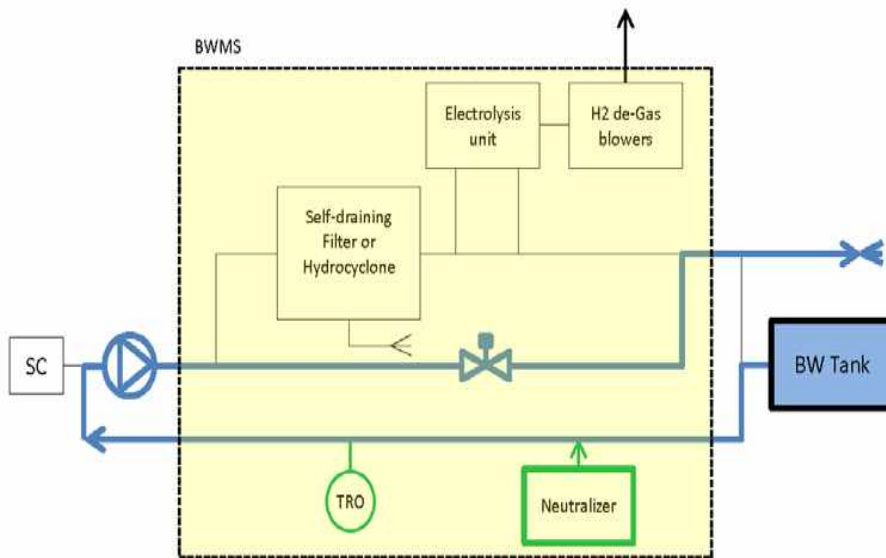 BWMS
Electrolysis
unit
H2 de-Gas
blowers
Self-draining
Filter or
Hydrocyclone
SC
BW Tank
TRO
Neutralizer